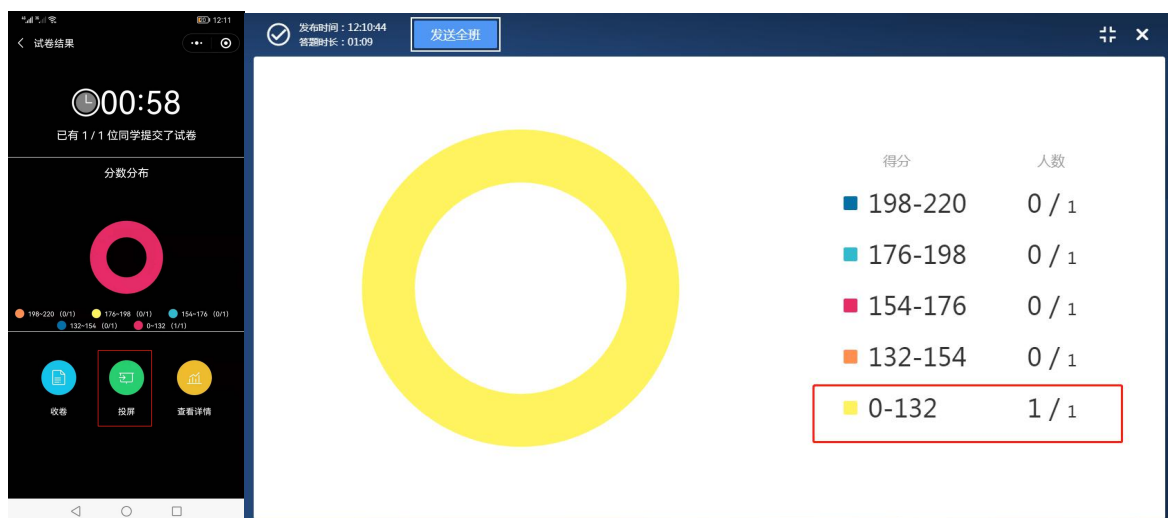 12:11
试卷结果
00:58
已有 1 / 1 位同学提交了试卷
分数分布
198-220 (0/1) 176-198 (0/1) 154-176 (0/1)
132-154 (0/1) 0-132 (1/1)
收卷 投屏 查看详情
发布时间：12:10:44
答题时长：01:09
发送全班
得分 人数
198-220 0 / 1
176-198 0 / 1
154-176 0 / 1
132-154 0 / 1
0-132 1 / 1